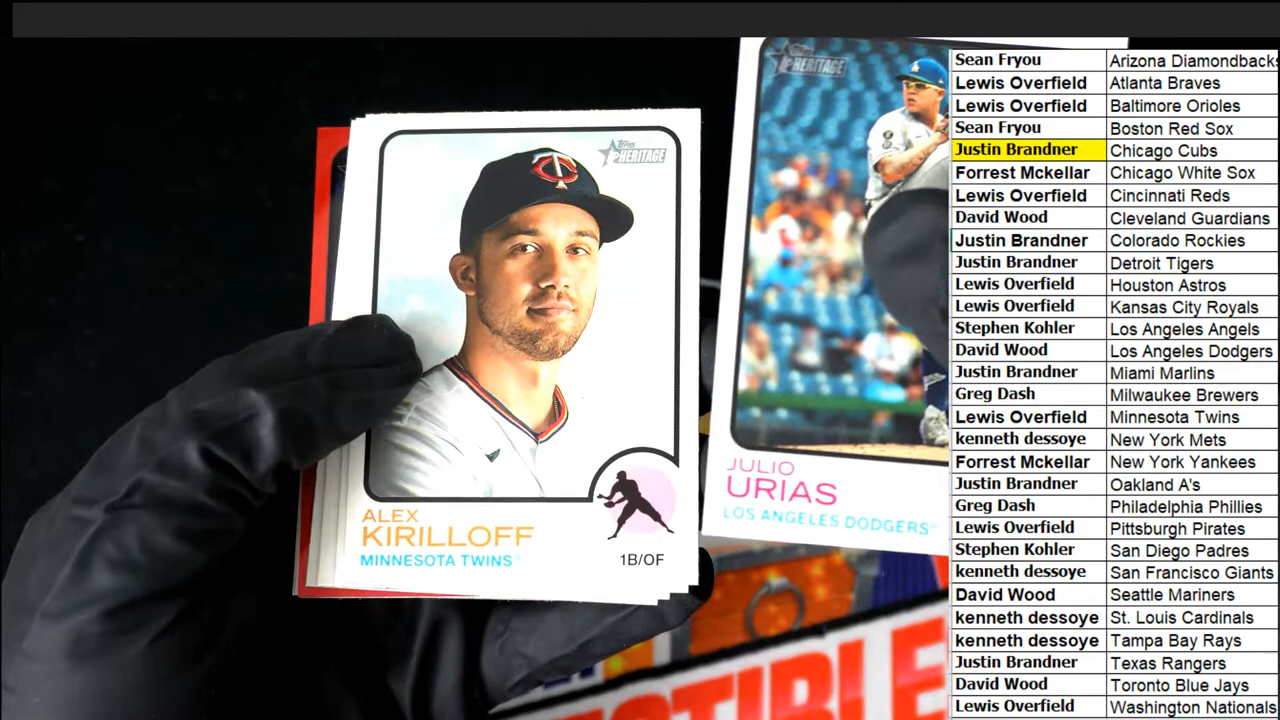 Topps
HERITAGE
TC
ALEX
KIRILLOFF
MINNESOTA TWINS
1B/OF
Topps
HERITAGE
JULIO
URIAS
LOS ANGELES DODGERS
Sean Fryou Arizona Diamondbacks
Lewis Overfield Atlanta Braves
Lewis Overfield Baltimore Orioles
Sean Fryou Boston Red Sox
Justin Brandner Chicago Cubs
Forrest Mckellar Chicago White Sox
Lewis Overfield Cincinnati Reds
David Wood Cleveland Guardians
Justin Brandner Colorado Rockies
Justin Brandner Detroit Tigers
Lewis Overfield Houston Astros
Lewis Overfield Kansas City Royals
Stephen Kohler Los Angeles Angels
David Wood Los Angeles Dodgers
Justin Brandner Miami Marlins
Greg Dash Milwaukee Brewers
Lewis Overfield Minnesota Twins
kenneth dessoye New York Mets
Forrest Mckellar New York Yankees
Justin Brandner Oakland A's
Greg Dash Philadelphia Phillies
Lewis Overfield Pittsburgh Pirates
Stephen Kohler San Diego Padres
kenneth dessoye San Francisco Giants
David Wood Seattle Mariners
kenneth dessoye St. Louis Cardinals
kenneth dessoye Tampa Bay Rays
Justin Brandner Texas Rangers
David Wood Toronto Blue Jays
Lewis Overfield Washington Nationals